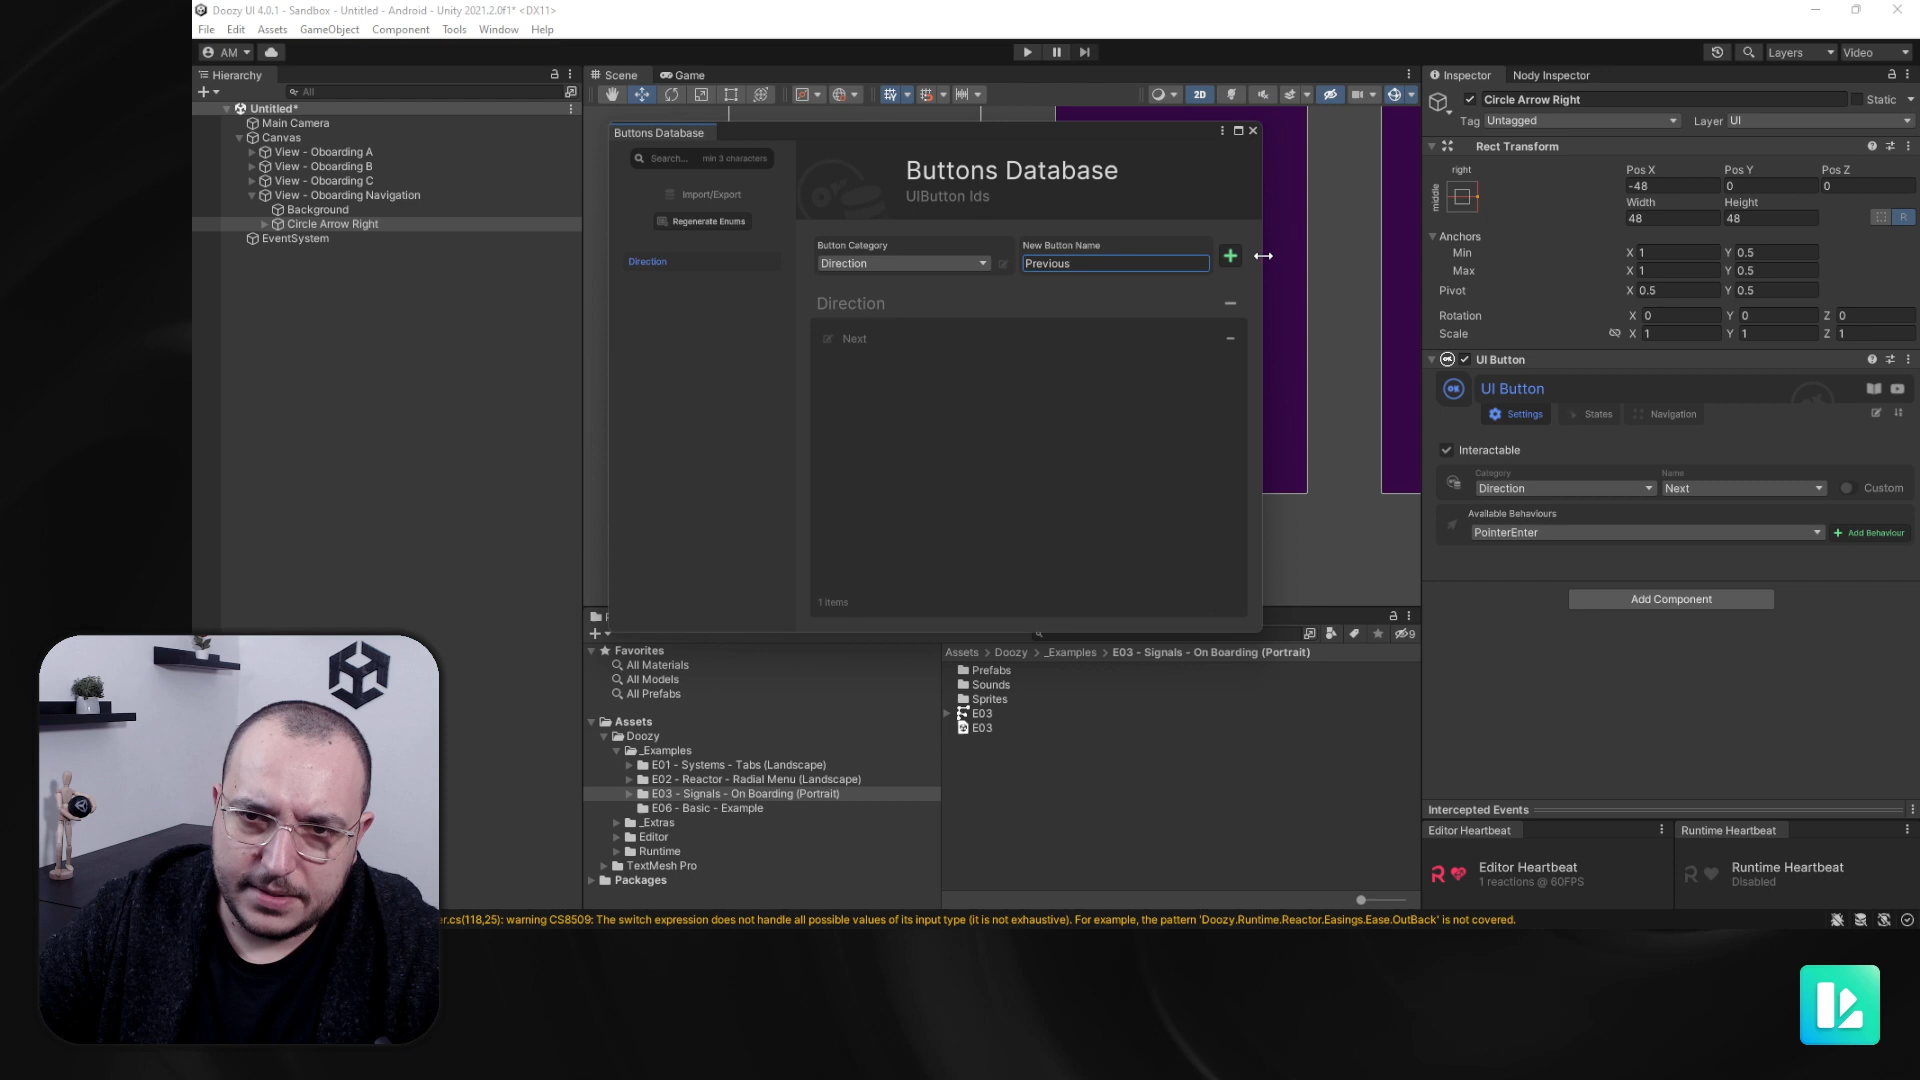 Doozy UI 4.0.1 - Sandbox - Untitled - Android - Unity 2021.2.0f1* <DX11>
File Edit Assets GameObject Component Tools Window Help
AM
Layers
Video
Hierarchy
All
Untitled*
Main Camera
Canvas
View - Oboarding A
View - Oboarding B
View - Oboarding C
View - Oboarding Navigation
Background
Circle Arrow Right
EventSystem
Scene
Game
2D
Buttons Database
Search... min 3 characters
Import/Export
Regenerate Enums
Direction
Buttons Database
UIButton Ids
Button Category
Direction
New Button Name
Previous
Direction
Next
1 items
9
Favorites
All Materials
All Models
All Prefabs
Assets
Doozy
_Examples
E01 - Systems - Tabs (Landscape)
E02 - Reactor - Radial Menu (Landscape)
E03 - Signals - On Boarding (Portrait)
E06 - Basic - Example
_Extras
Editor
Runtime
TextMesh Pro
Packages
Assets > Doozy > _Examples > E03 - Signals - On Boarding (Portrait)
Prefabs
Sounds
Sprites
E03
E03
Inspector
Node Inspector
Circle Arrow Right
Static
Tag Untagged
Layer UI
Rect Transform
right
middle
Pos X Pos Y Pos Z
-48 0 0
Width Height
48 48
R
Anchors
Min X 1 Y 0.5
Max X 1 Y 0.5
Pivot X 0.5 Y 0.5
Rotation X 0 Y 0 Z 0
Scale X 1 Y 1 Z 1
UI Button
OK
UI Button
Settings States Navigation
Interactable
Category
Direction
Name
Next
Custom
Available Behaviours
PointerEnter
Add Behaviour
Add Component
Intercepted Events
Editor Heartbeat
Runtime Heartbeat
R
Editor Heartbeat
1 reactions @ 60FPS
R
Runtime Heartbeat
Disabled
r.cs(118,25): warning CS8509: The switch expression does not handle all possible values of its input type (it is not exhaustive). For example, the pattern 'Doozy.Runtime.Reactor.Easings.Ease.OutBack' is not covered.